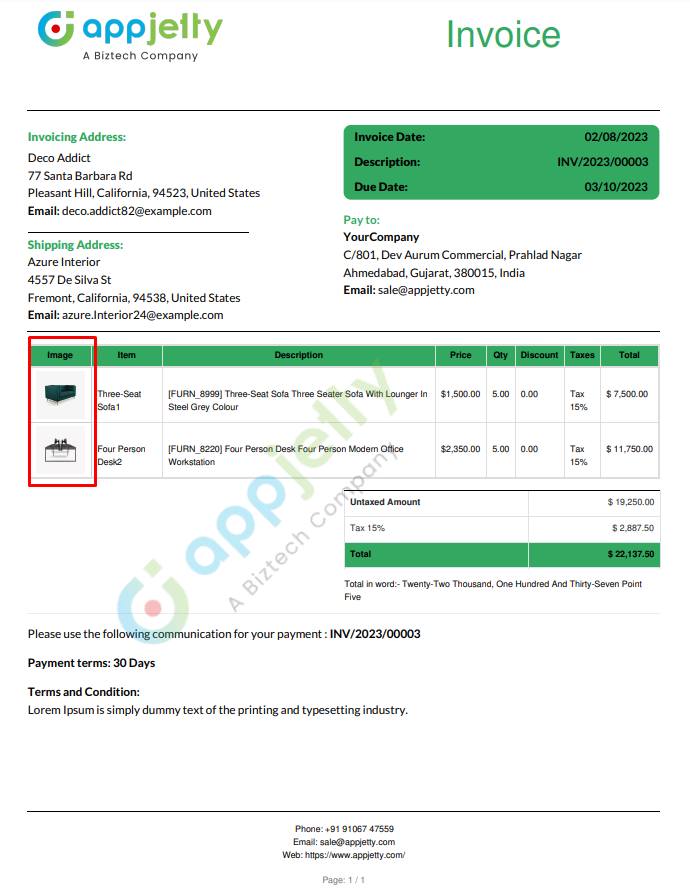 appjetty
A Biztech Company
Invoice
Invoicing Address:
Deco Addict
77 Santa Barbara Rd
Pleasant Hill, California, 94523, United States
Email: deco.addict82@example.com
Invoice Date: 02/08/2023
Description: INV/2023/00003
Due Date: 03/10/2023
Shipping Address:
Azure Interior
4557 De Silva St
Fremont, California, 94538, United States
Email: azure.Interior24@example.com
Pay to:
YourCompany
C/801, Dev Aurum Commercial, Prahlad Nagar
Ahmedabad, Gujarat, 380015, India
Email: sale@appjetty.com
Image Item Description Price Qty Discount Taxes Total
Three-Seat [FURN_8999] Three-Seat Sofa Three Seater Sofa With Lounger In $1,500.00 5.00 0.00 Tax $ 7,500.00
Sofa1 Steel Grey Colour 15%
Four Person [FURN_8220] Four Person Desk Four Person Modern Office $2,350.00 5.00 0.00 Tax $ 11,750.00
Desk2 Workstation 15%
Untaxed Amount $ 19,250.00
Tax 15% $ 2,887.50
Total $ 22,137.50
Total in word:- Twenty-Two Thousand, One Hundred And Thirty-Seven Point
Five
appjetty
A Biztech Company
Please use the following communication for your payment : INV/2023/00003
Payment terms: 30 Days
Terms and Condition:
Lorem Ipsum is simply dummy text of the printing and typesetting industry.
Phone: +91 91067 47559
Email: sale@appjetty.com
Web: https://www.appjetty.com/
Page: 1 / 1